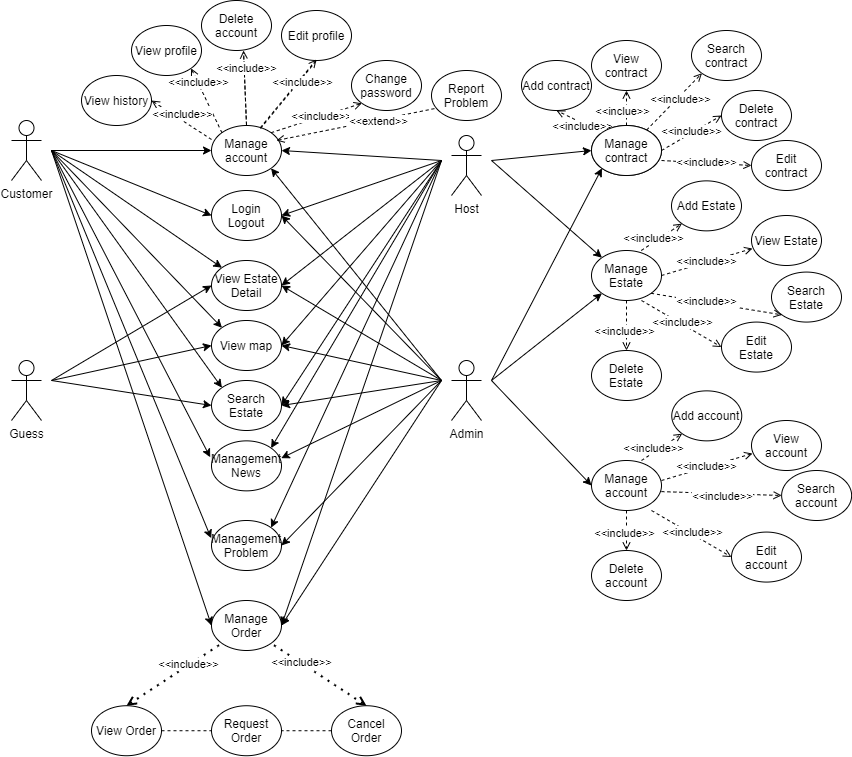 Delete
account
Edit profile
View profile
View history
Change
password
Report
Problem
<<include>>
<<include>>
<<include>>
<<include>>
<<include>>
<<extend>>
Manage
account
Customer
Host
Login
Logout
View Estate
Detail
View map
Search
Estate
Guess
Admin
Management
News
Management
Problem
Manage
Order
<<include>>
<<include>>
View Order
Request
Order
Cancel
Order
View
contract
Search
contract
Add contract
Delete
contract
Edit
contract
<<include>>
<<incluie>>
<<include>>
<<include>>
<<include>>
Manage
contract
Add Estate
View Estate
Search
Estate
Edit
Estate
Delete
Estate
<<include>>
<<include>>
<<include>>
<<include>>
<<include>>
Manage
Estate
Add account
View
account
Search
account
Edit
account
Delete
account
<<include>>
<<include>>
<<include>>
<<include>>
<<include>>
Manage
account